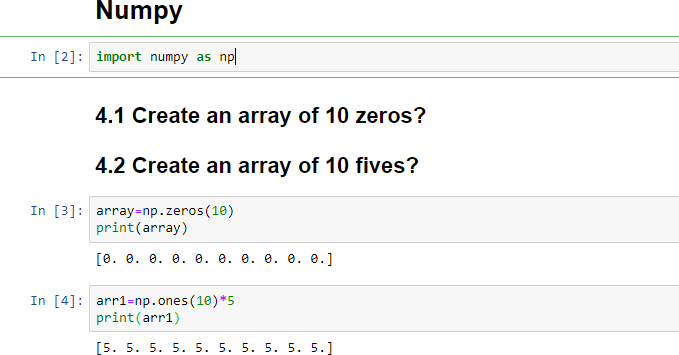 Numpy
In [2]: import numpy as np
4.1 Create an array of 10 zeros?
4.2 Create an array of 10 fives?
In [3]: array=np.zeros(10)
print(array)
[0. 0. 0. 0. 0. 0. 0. 0. 0. 0.]
In [4]: arr1=np.ones(10)*5
print(arr1)
[5. 5. 5. 5. 5. 5. 5. 5. 5. 5.]